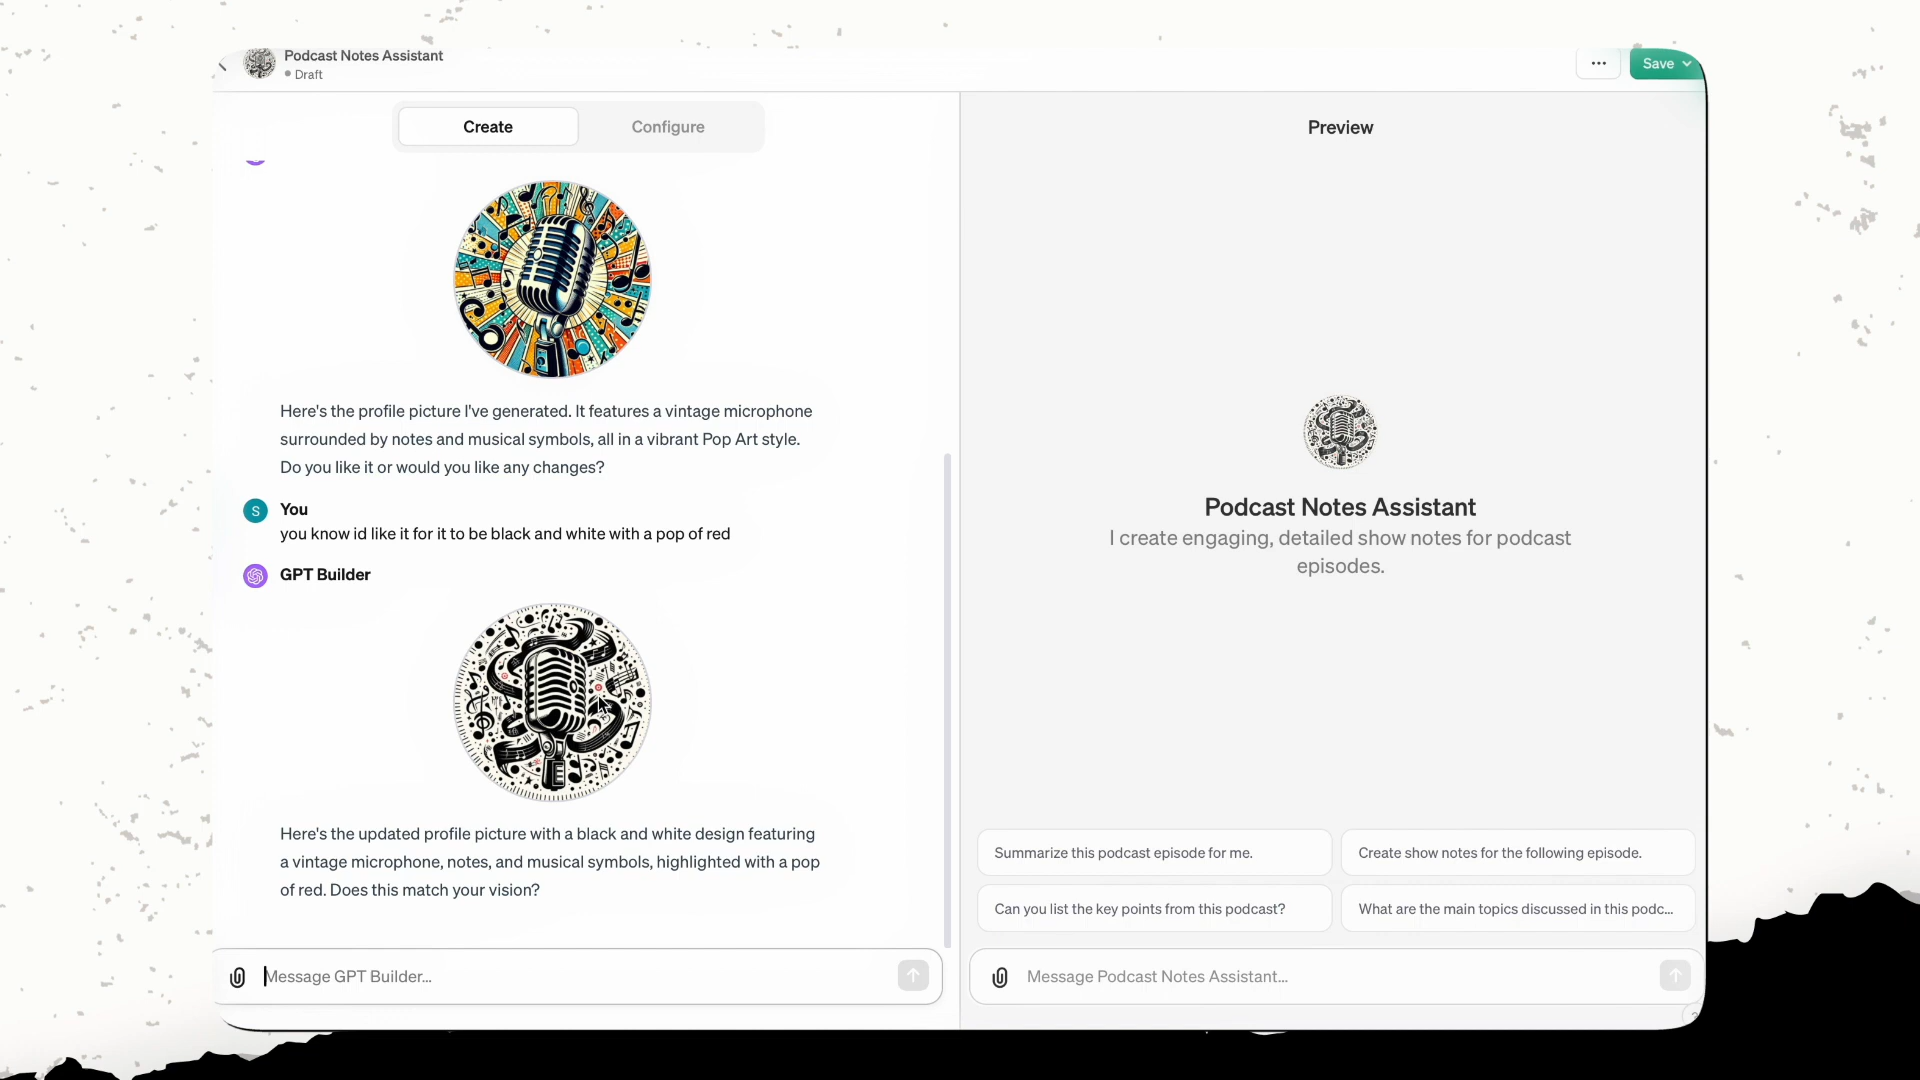 Podcast Notes Assistant
Draft
Save
Create
Configure
Here's the profile picture I've generated. It features a vintage microphone
surrounded by notes and musical symbols, all in a vibrant Pop Art style.
Do you like it or would you like any changes?
S
You
you know id like it for it to be black and white with a pop of red
GPT Builder
Here's the updated profile picture with a black and white design featuring
a vintage microphone, notes, and musical symbols, highlighted with a pop
of red. Does this match your vision?
Message GPT Builder...
Preview
Podcast Notes Assistant
I create engaging, detailed show notes for podcast
episodes.
Summarize this podcast episode for me.
Create show notes for the following episode.
Can you list the key points from this podcast?
What are the main topics discussed in this podc...
Message Podcast Notes Assistant...